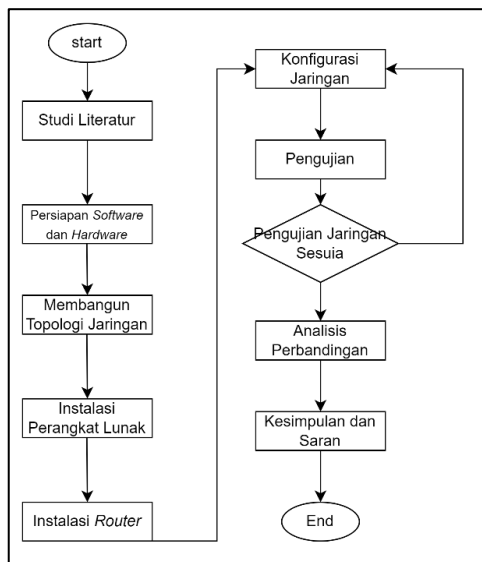 start
Studi Literatur
Persiapan Software
dan Hardware
Membangun
Topologi Jaringan
Instalasi
Perangkat Lunak
Instalasi Router
Konfigurasi
Jaringan
Pengujian
Pengujian Jaringan
Sesuia
Analisis
Perbandingan
Kesimpulan dan
Saran
End